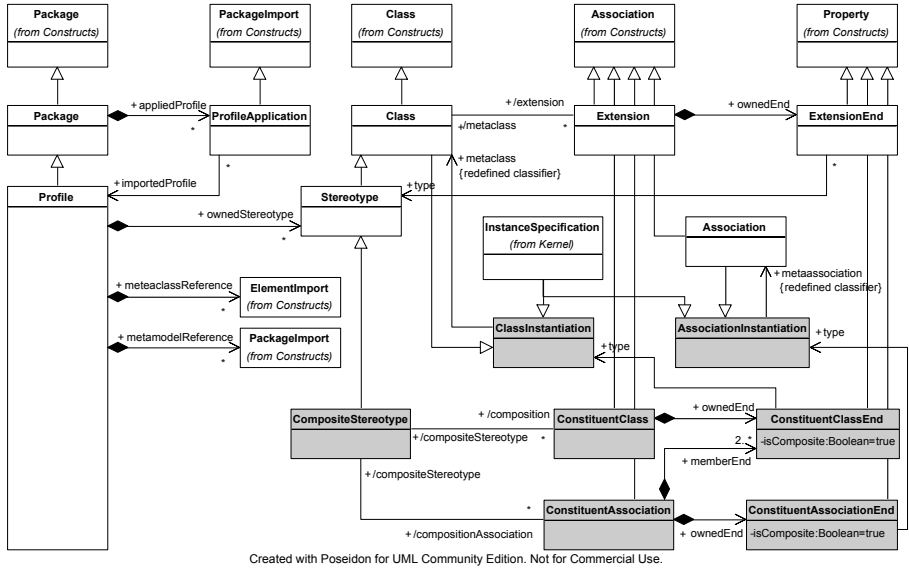 Package
(from Constructs)
PackageImport
(from Constructs)
Class
(from Constructs)
Association
(from Constructs)
Property
(from Constructs)
Package
+ appliedProfile
*
ProfileApplication
Class
+/extension
+/metaclass
*
Extension
+ ownedEnd
*
ExtensionEnd
+ metaclass
{redefined classifier}
*
*
+importedProfile
+type
Profile
Stereotype
+ ownedStereotype
*
InstanceSpecification
(from Kernel)
Association
+ metaassociation
{redefined classifier}
+ meteaclassReference
*
ElementImport
(from Constructs)
ClassInstantiation
AssociationInstantiation
+type
+ metamodelReference
*
PackageImport
(from Constructs)
+type
CompositeStereotype
+/composition
+/compositeStereotype
*
ConstituentClass
+ ownedEnd
ConstituentClassEnd
-isComposite:Boolean=true
2..*
+ memberEnd
+/compositeStereotype
*
+/compositionAssociation
ConstituentAssociation
+ ownedEnd
ConstituentAssociationEnd
-isComposite:Boolean=true
Created with Poseidon for UML Community Edition. Not for Commercial Use.